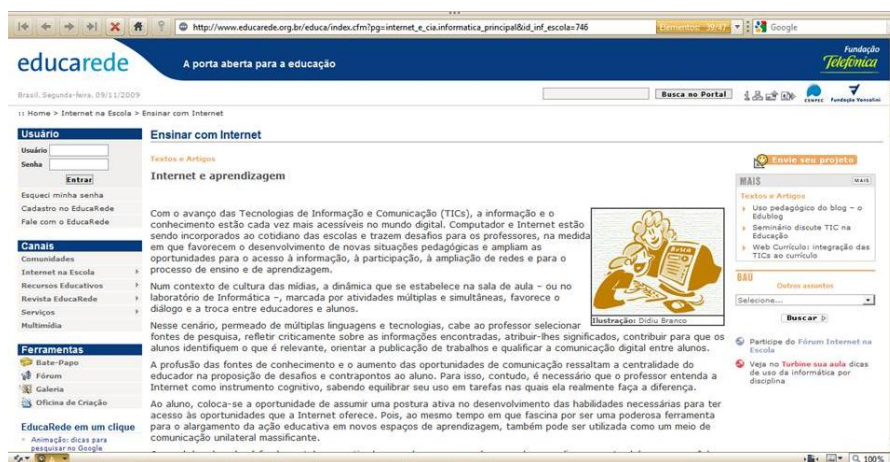 http://www.educarede.org.br/educa/index.cfm?pg=internet_e_cia.informatica_principal&id_inf_escola=746
Elementos: 39/47
Google
educarede
A porta aberta para a educação
Fundação
Telefónica
Brasil, Segunda-feira, 09/11/2009
Busca no Portal
CENPEC
Fundação Vanzolini
:: Home > Internet na Escola > Ensinar com Internet
Usuário
Usuário
Senha
Entrar
Esqueci minha senha
Cadastro no EducaRede
Fale com o EducaRede
Canais
Comunidades
Internet na Escola
Recursos Educativos
Revista EducaRede
Serviços
Multimídia
Ferramentas
Bate-Papo
Fórum
Galeria
Oficina de Criação
EducaRede em um clique
Animação: dicas para
pesquisar no Google
Ensinar com Internet
Textos e Artigos
Internet e aprendizagem
Com o avanço das Tecnologias de Informação e Comunicação (TICs), a informação e o
conhecimento estão cada vez mais acessíveis no mundo digital. Computador e Internet estão
sendo incorporados ao cotidiano das escolas e trazem desafios para os professores, na medida
em que favorecem o desenvolvimento de novas situações pedagógicas e ampliam as
oportunidades para o acesso à informação, à participação, à ampliação de redes e para o
processo de ensino e de aprendizagem.
Num contexto de cultura das mídias, a dinâmica que se estabelece na sala de aula – ou no
laboratório de Informática –, marcada por atividades múltiplas e simultâneas, favorece o
diálogo e a troca entre educadores e alunos.
Nesse cenário, permeado de múltiplas linguagens e tecnologias, cabe ao professor selecionar
fontes de pesquisa, refletir criticamente sobre as informações encontradas, atribuir-lhes significados, contribuir para que os
alunos identifiquem o que é relevante, orientar a publicação de trabalhos e qualificar a comunicação digital entre alunos.
A profusão das fontes de conhecimento e o aumento das oportunidades de comunicação ressaltam a centralidade do
educador na proposição de desafios e contrapontos ao aluno. Para isso, contudo, é necessário que o professor entenda a
Internet como instrumento cognitivo, sabendo equilibrar seu uso em tarefas nas quais ela realmente faça a diferença.
Ao aluno, coloca-se a oportunidade de assumir uma postura ativa no desenvolvimento das habilidades necessárias para ter
acesso às oportunidades que a Internet oferece. Pois, ao mesmo tempo em que fascina por ser uma poderosa ferramenta
para o alargamento da ação educativa em novos espaços de aprendizagem, também pode ser utilizada como um meio de
comunicação unilateral massificante.
Ilustração: Didiu Branco
Envie seu projeto
MAIS
MAIS
Textos e Artigos
Uso pedagógico do blog – o
Edublog
Seminário discute TIC na
Educação
Web Currículo: integração das
TICs ao currículo
BAÚ
Outros assuntos
Selecione...
Buscar
Participe do Fórum Internet na
Escola
Veja no Turbine sua aula dicas
de uso da informática por
disciplina
100%